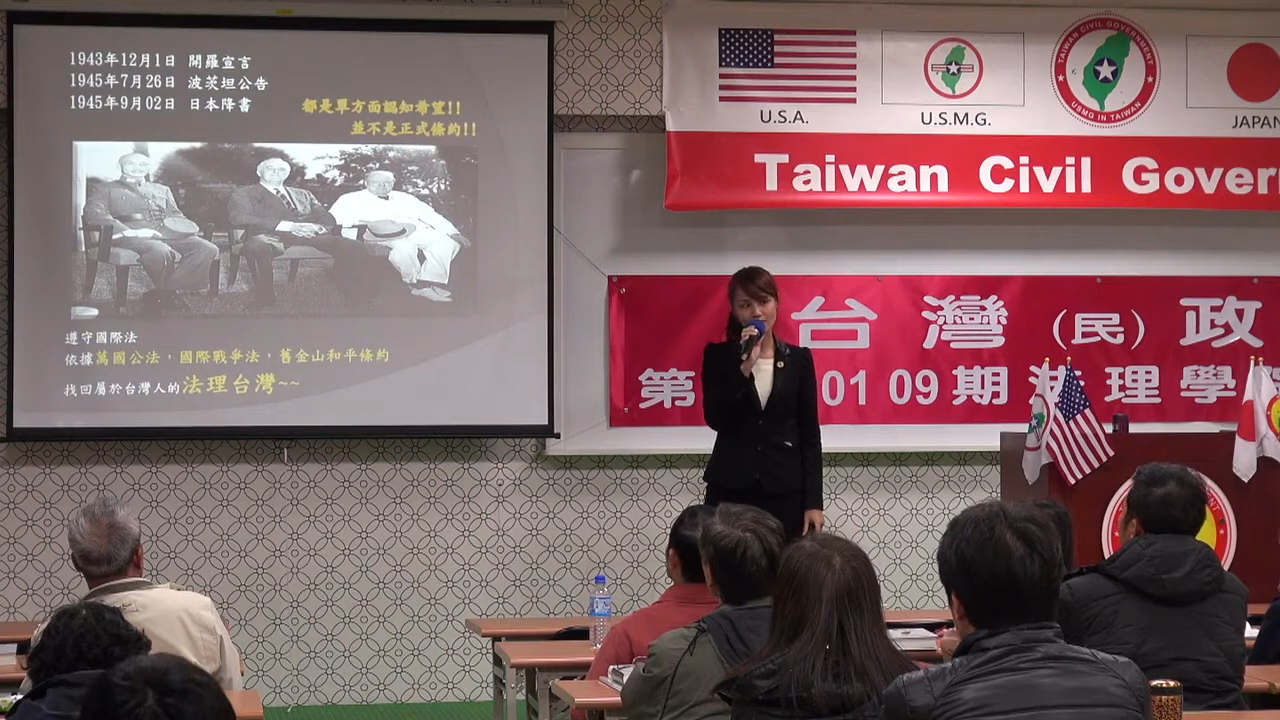 1943年12月1日 開羅宣言
1945年7月26日 波茨坦公告
1945年9月02日 日本降書
都是單方面認知希望!!
並不是正式條約!!
遵守國際法
依據萬國公法，國際戰爭法，舊金山和平條約
找回屬於台灣人的法理台灣~~
U.S.A.
U.S.M.G.
TAIWAN CIVIL GOVERNMENT
USMG IN TAIWAN
JAPAN
Taiwan Civil Gover
台灣（民）政
第 01 09 期法理學